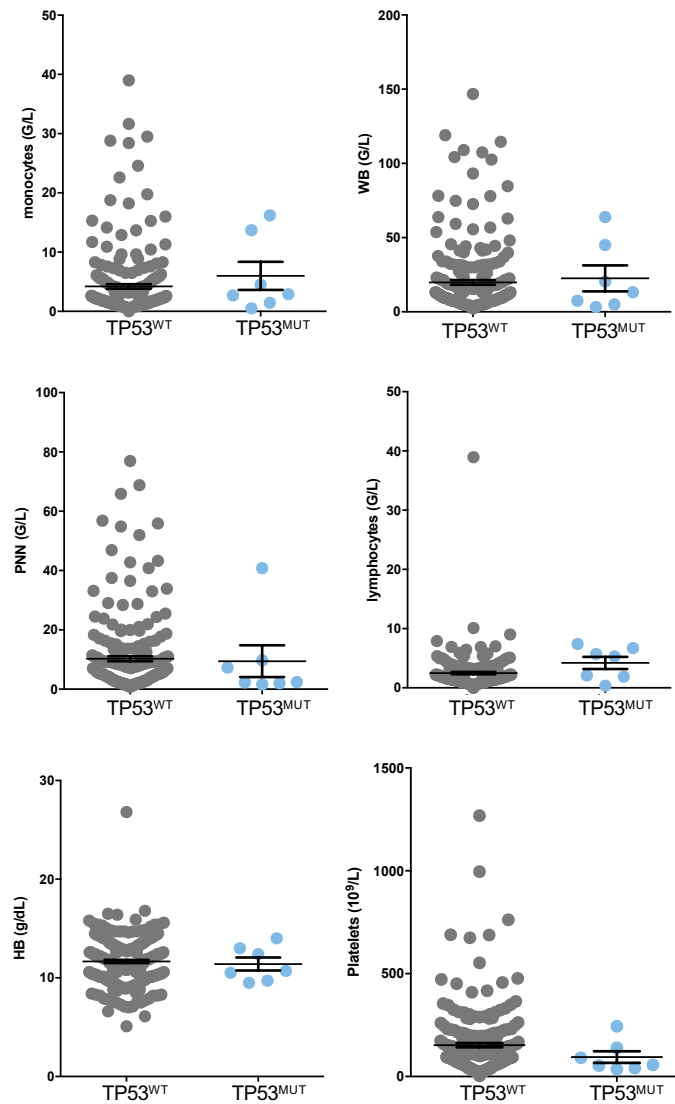 50
40
30
20
10
0
monocytes (G/L)
TP53WT
TP53MUT
200
150
100
50
0
WB (G/L)
TP53WT
TP53MUT
100
80
60
40
20
0
PNN (G/L)
TP53WT
TP53MUT
50
40
30
20
10
0
lymphocytes (G/L)
TP53WT
TP53MUT
30
20
10
0
HB (g/dL)
TP53WT
TP53MUT
1500
1000
500
0
Platelets (10⁹/L)
TP53WT
TP53MUT